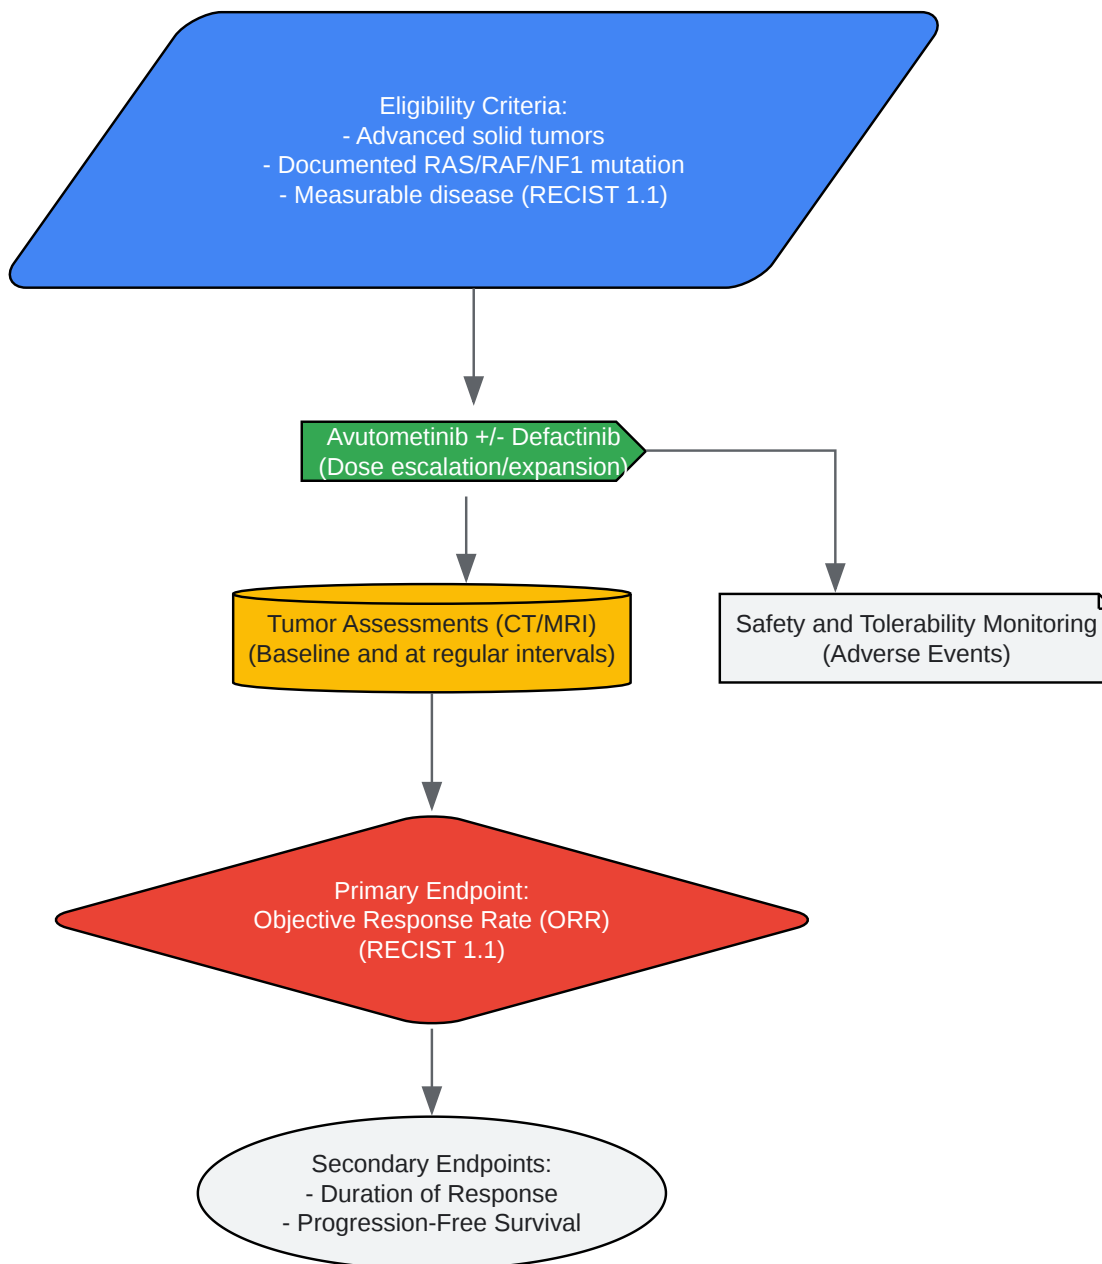 Eligibility Criteria:
- Advanced solid tumors
- Documented RAS/RAF/NF1 mutation
- Measurable disease (RECIST 1.1)
Avutometinib +/- Defactinib
(Dose escalation/expansion)
Tumor Assessments (CT/MRI)
(Baseline and at regular intervals)
Safety and Tolerability Monitoring
(Adverse Events)
Primary Endpoint:
Objective Response Rate (ORR)
(RECIST 1.1)
Secondary Endpoints:
- Duration of Response
- Progression-Free Survival